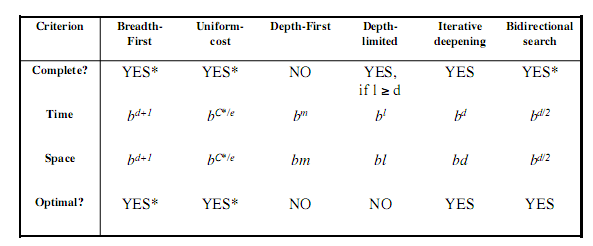 Criterion Breadth-First Uniform-cost Depth-First Depth-limited Iterative deepening Bidirectional search
Complete? YES* YES* NO YES, if l ≥ d YES YES*
Time b^{d+1} b^{C*/e} b^m b^l b^d b^{d/2}
Space b^{d+1} b^{C*/e} bm bl bd b^{d/2}
Optimal? YES* YES* NO NO YES YES